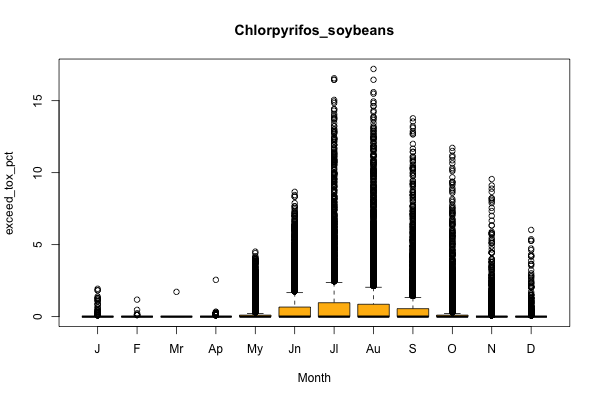 Chlorpyrifos_soybeans
exceed_tox_pct
15
10
5
0
J F Mr Ap My Jn Jl Au S O N D
Month